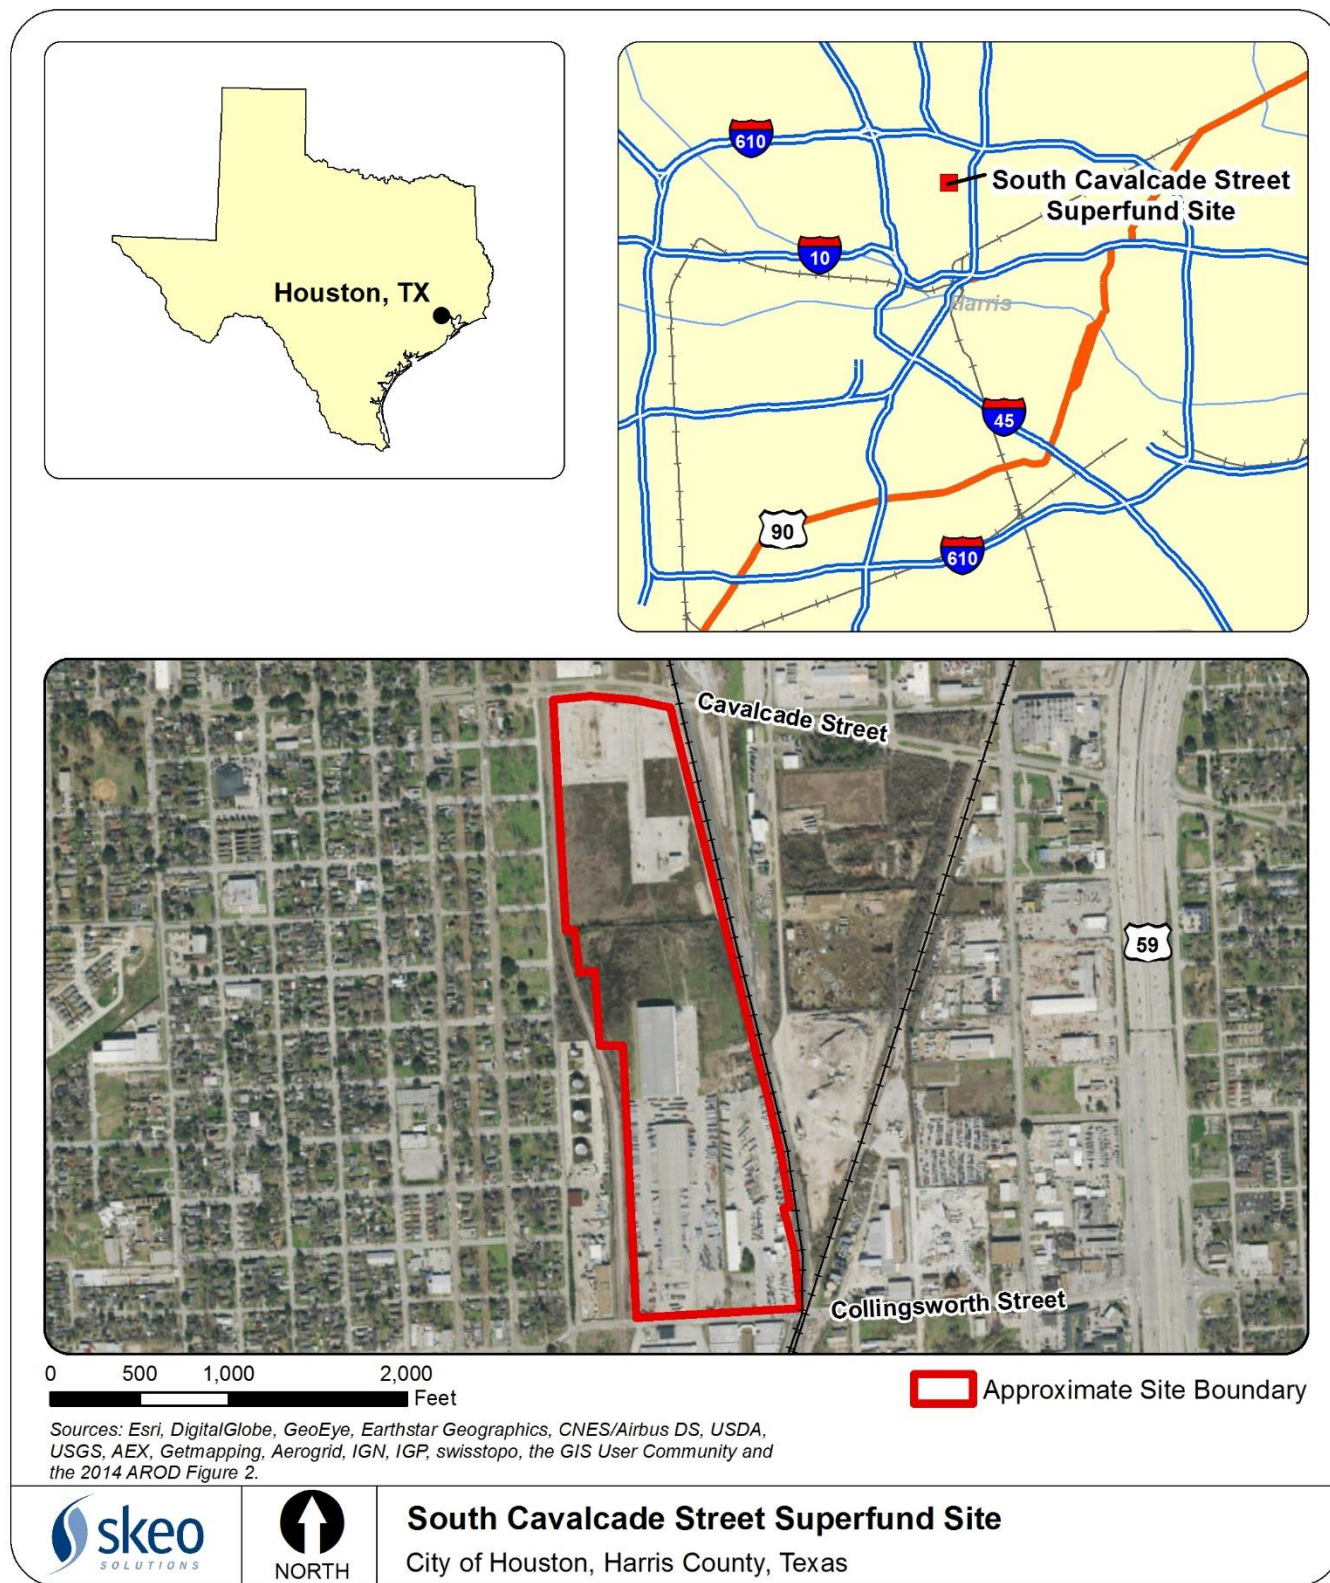 Houston, TX
610
South Cavalcade Street
Superfund Site
10
Harris
45
90
610
Cavalcade Street
59
Collingsworth Street
0 500 1,000 2,000
Feet
Approximate Site Boundary
Sources: Esri, DigitalGlobe, GeoEye, Earthstar Geographics, CNES/Airbus DS, USDA,
USGS, AEX, Getmapping, Aerogrid, IGN, IGP, swisstopo, the GIS User Community and
the 2014 AROD Figure 2.
skeo
SOLUTIONS
NORTH
South Cavalcade Street Superfund Site
City of Houston, Harris County, Texas